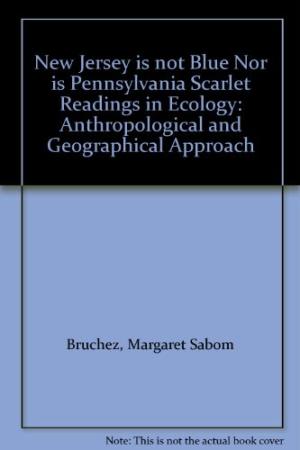 New Jersey is not Blue Nor
is Pennsylvania Scarlet
Readings in Ecology:
Anthropological and
Geographical Approach
Bruchez, Margaret Sabom
Note: This is not the actual book cover